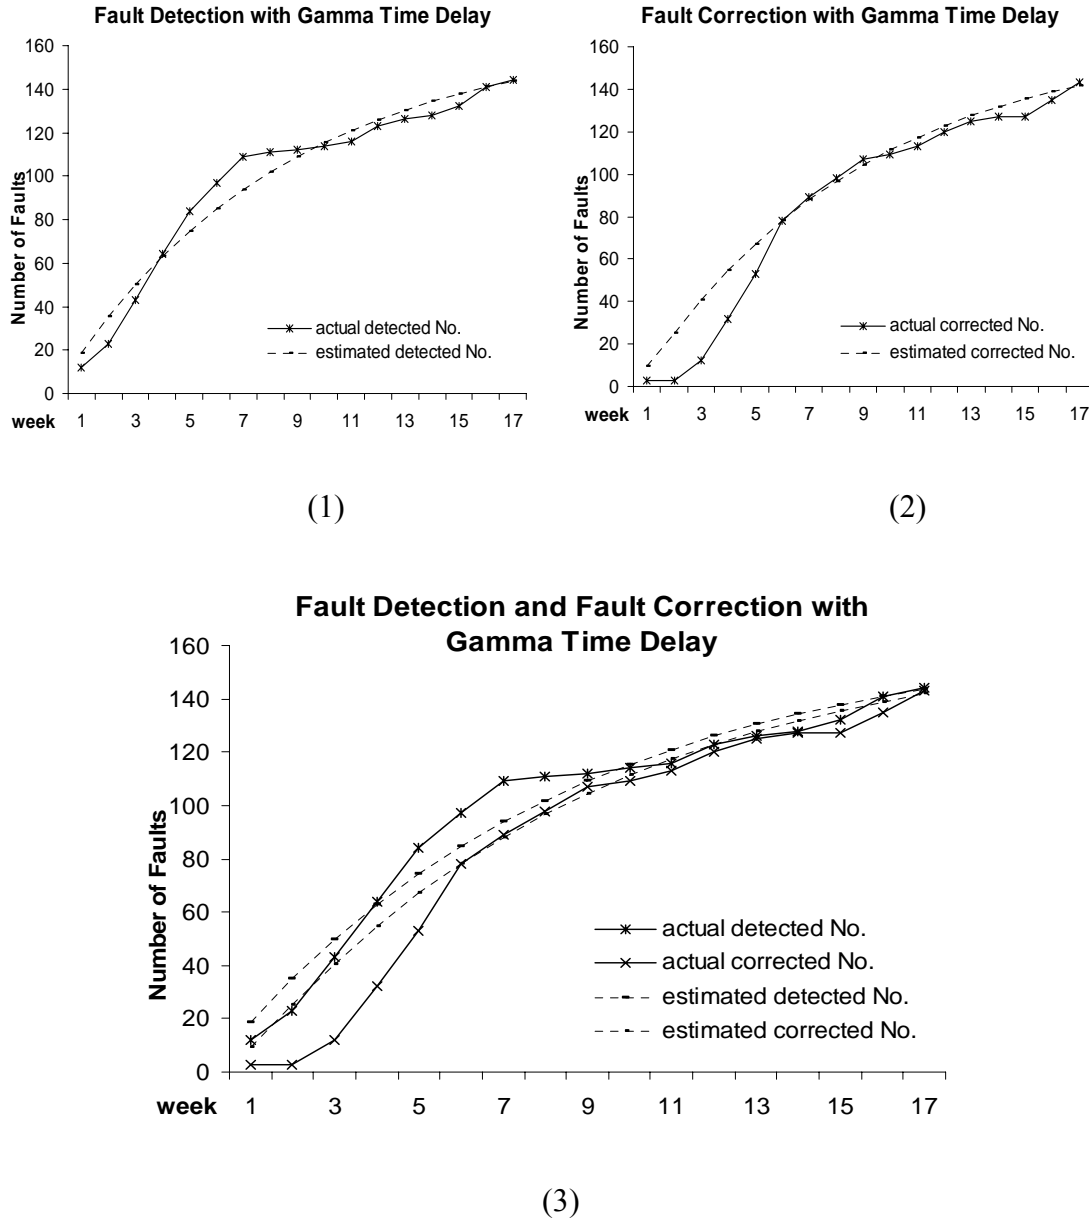 Fault Detection with Gamma Time Delay
160
140
120
100
80
60
40
20
0
Number of Faults
actual detected No.
estimated detected No.
week 1 3 5 7 9 11 13 15 17
(1)
Fault Correction with Gamma Time Delay
160
140
120
100
80
60
40
20
0
Number of Faults
actual corrected No.
estimated corrected No.
week 1 3 5 7 9 11 13 15 17
(2)
Fault Detection and Fault Correction with
Gamma Time Delay
160
140
120
100
80
60
40
20
0
Number of Faults
actual detected No.
actual corrected No.
estimated detected No.
estimated corrected No.
week 1 3 5 7 9 11 13 15 17
(3)